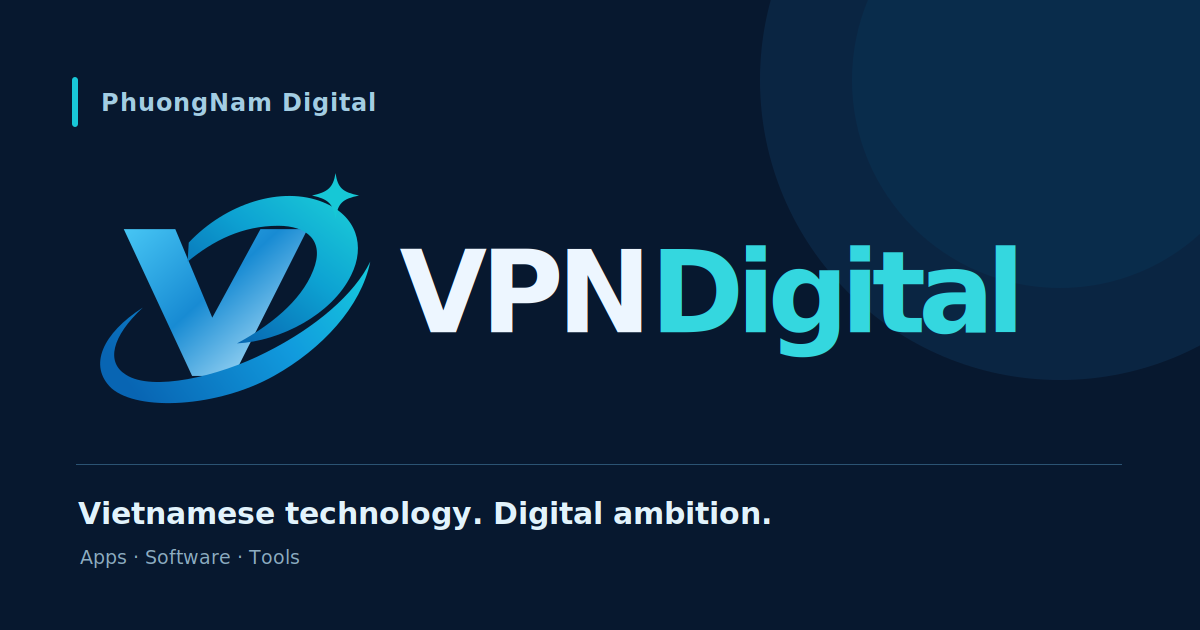 PhuongNam Digital
VPNDigital
Vietnamese technology. Digital ambition.
Apps · Software · Tools